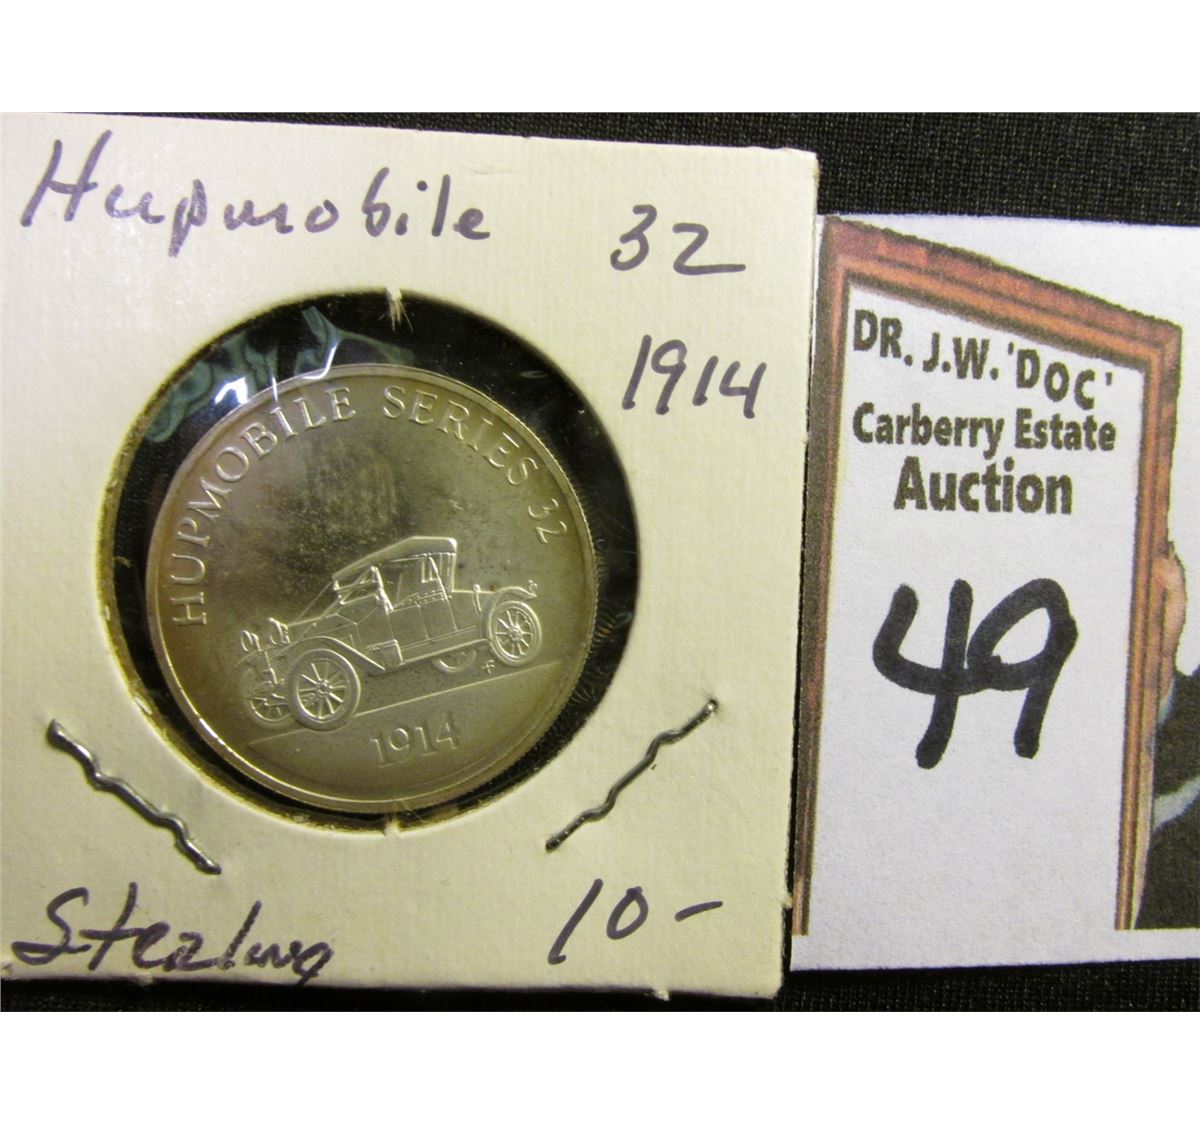 Hupmobile 32
1914
HUPMOBILE SERIES 32
1914
Sterling 10-
DR. J.W. 'DOC'
Carberry Estate
Auction
49